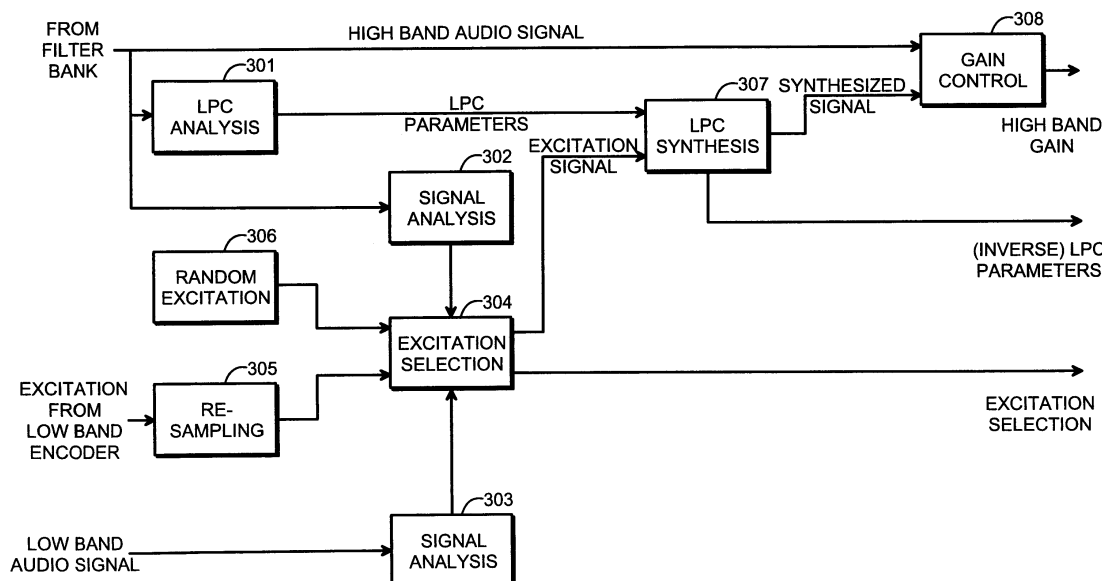 FROM
FILTER
BANK
HIGH BAND AUDIO SIGNAL
308
GAIN
CONTROL
301
LPC
ANALYSIS
LPC
PARAMETERS
307
LPC
SYNTHESIS
SYNTHESIZED
SIGNAL
HIGH BAND
GAIN
EXCITATION
SIGNAL
302
SIGNAL
ANALYSIS
(INVERSE) LPC
PARAMETERS
306
RANDOM
EXCITATION
304
EXCITATION
SELECTION
305
EXCITATION
FROM
LOW BAND
ENCODER
RE-
SAMPLING
EXCITATION
SELECTION
303
SIGNAL
ANALYSIS
LOW BAND
AUDIO SIGNAL